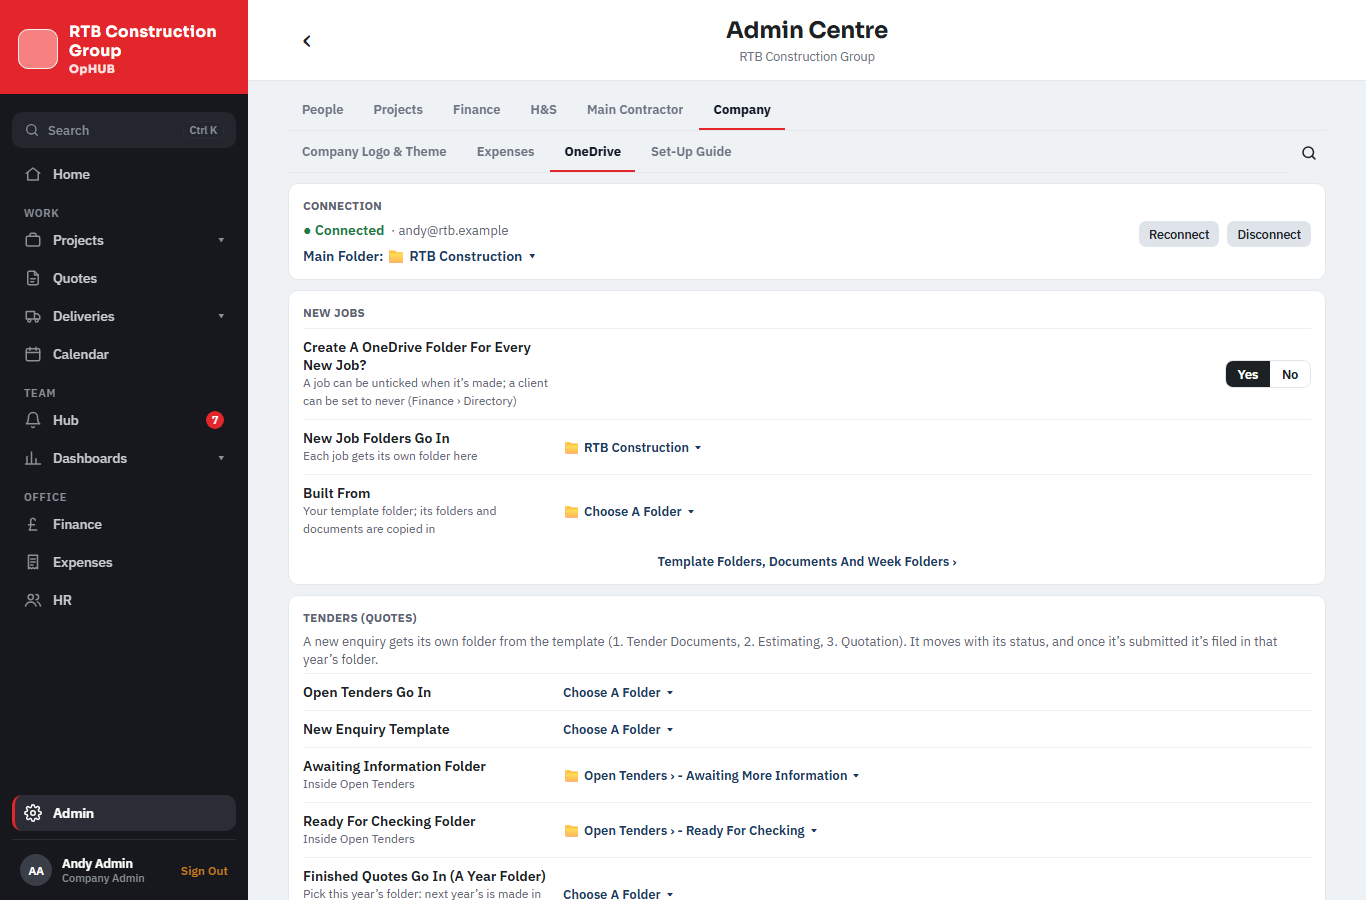 RTB Construction
Group
OpHUB
Search
Ctrl K
Home
WORK
Projects
Quotes
Deliveries
Calendar
TEAM
Hub
7
Dashboards
OFFICE
Finance
Expenses
HR
Admin
AA
Andy Admin
Company Admin
Sign Out
Admin Centre
RTB Construction Group
People
Projects
Finance
H&S
Main Contractor
Company
Company Logo & Theme
Expenses
OneDrive
Set-Up Guide
CONNECTION
● Connected · andy@rtb.example
Main Folder: RTB Construction
Reconnect
Disconnect
NEW JOBS
Create A OneDrive Folder For Every
New Job?
A job can be unticked when it’s made; a client
can be set to never (Finance › Directory)
Yes
No
New Job Folders Go In
Each job gets its own folder here
RTB Construction
Built From
Your template folder; its folders and
documents are copied in
Choose A Folder
Template Folders, Documents And Week Folders ›
TENDERS (QUOTES)
A new enquiry gets its own folder from the template (1. Tender Documents, 2. Estimating, 3. Quotation). It moves with its status, and once it’s submitted it’s filed in that
year’s folder.
Open Tenders Go In
Choose A Folder
New Enquiry Template
Choose A Folder
Awaiting Information Folder
Inside Open Tenders
Open Tenders › - Awaiting More Information
Ready For Checking Folder
Inside Open Tenders
Open Tenders › - Ready For Checking
Finished Quotes Go In (A Year Folder)
Pick this year’s folder: next year’s is made in
Choose A Folder